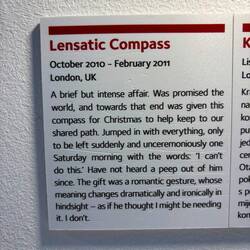 Lensatic Compass
October 2010 – February 2011
London, UK
A brief but intense affair. Was promised the
world, and towards that end was given this
compass for Christmas to help keep to our
shared path. Jumped in with everything, only
to be left suddenly and unceremoniously one
Saturday morning with the words: 'I can't
do this.' Have not heard a peep out of him
since. The gift was a romantic gesture, whose
meaning changes dramatically and ironically in
hindsight – as if he thought I might be needing
it. I don't.